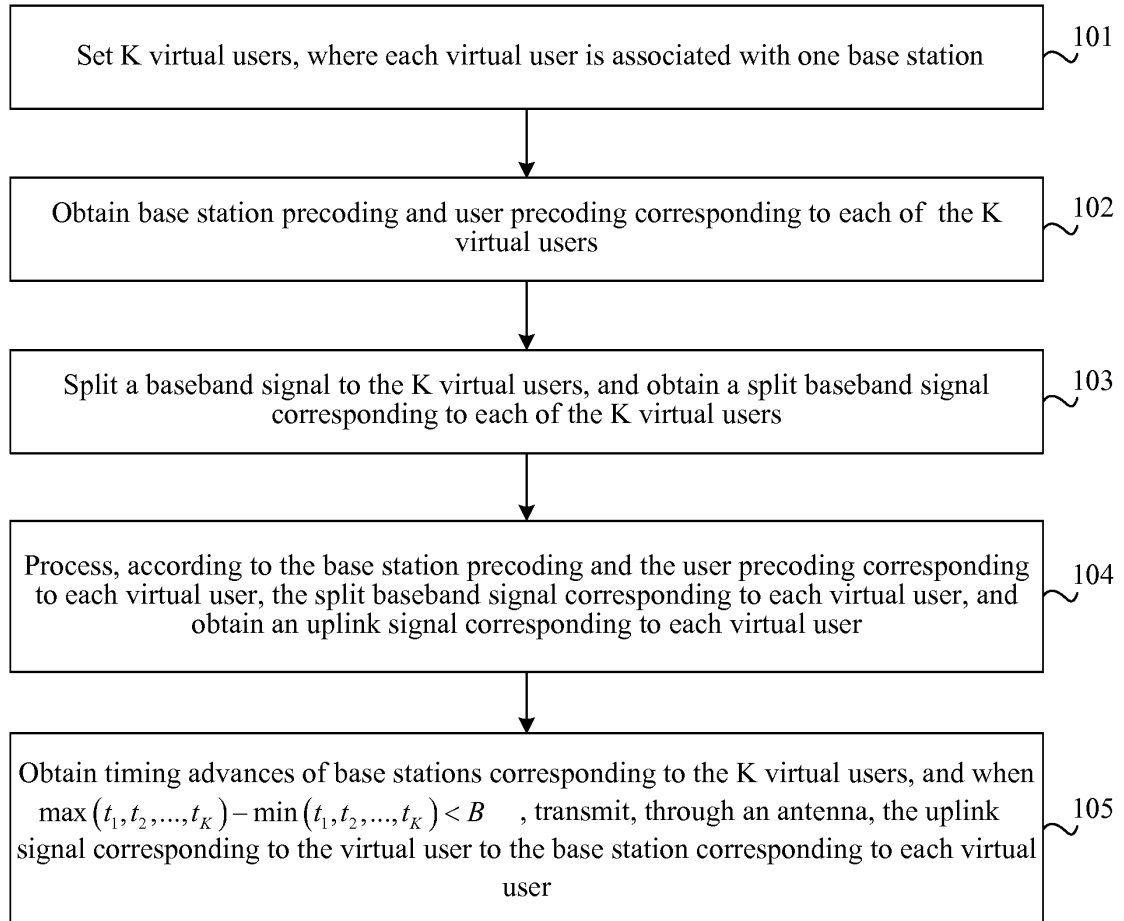 Set K virtual users, where each virtual user is associated with one base station
101
Obtain base station precoding and user precoding corresponding to each of the K
virtual users
102
Split a baseband signal to the K virtual users, and obtain a split baseband signal
corresponding to each of the K virtual users
103
Process, according to the base station precoding and the user precoding corresponding
to each virtual user, the split baseband signal corresponding to each virtual user, and
obtain an uplink signal corresponding to each virtual user
104
Obtain timing advances of base stations corresponding to the K virtual users, and when
max(t₁,t₂,...,t_K)−min(t₁,t₂,...,t_K)<B , transmit, through an antenna, the uplink
signal corresponding to the virtual user to the base station corresponding to each virtual
user
105